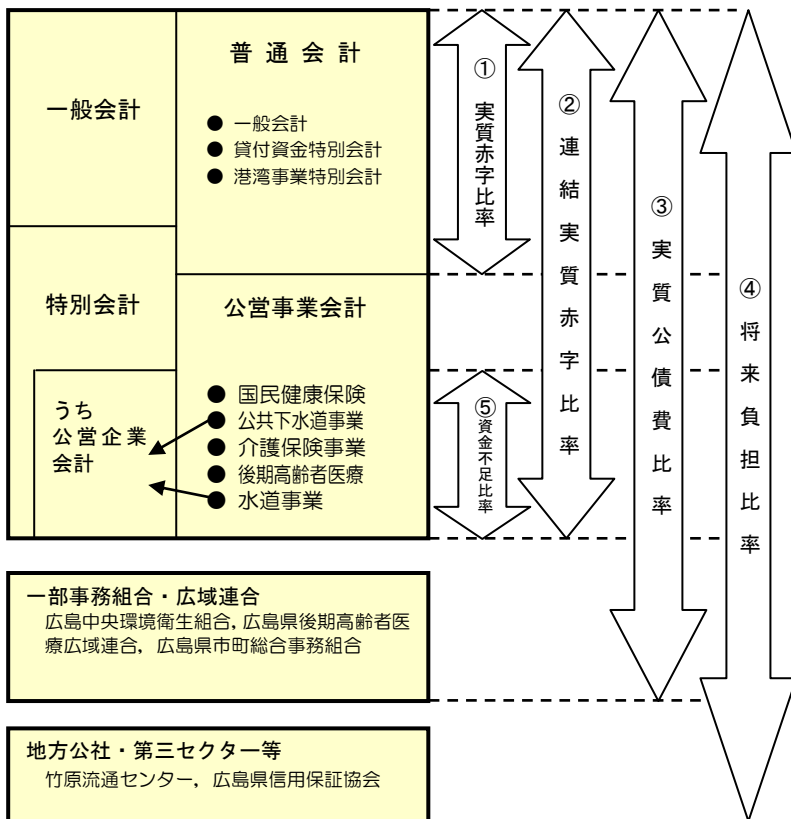 一般会計
普通会計
● 一般会計
● 貸付資金特別会計
● 港湾事業特別会計
特別会計
公営事業会計
うち
公営企業
会計
● 国民健康保険
● 公共下水道事業
● 介護保険事業
● 後期高齢者医療
● 水道事業
①実質赤字比率
②連結実質赤字比率
③実質公債費比率
④将来負担比率
⑤資金不足比率
一部事務組合・広域連合
広島中央環境衛生組合，広島県後期高齢者医
療広域連合，広島県市町総合事務組合
地方公社・第三セクター等
竹原流通センター，広島県信用保証協会